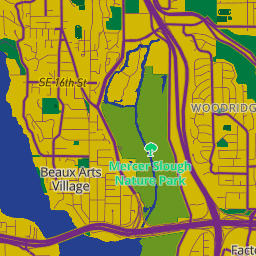 SE 16th St
WOODRIDG
Mercer Slough
Nature Park
Beaux Arts
Village
Facto